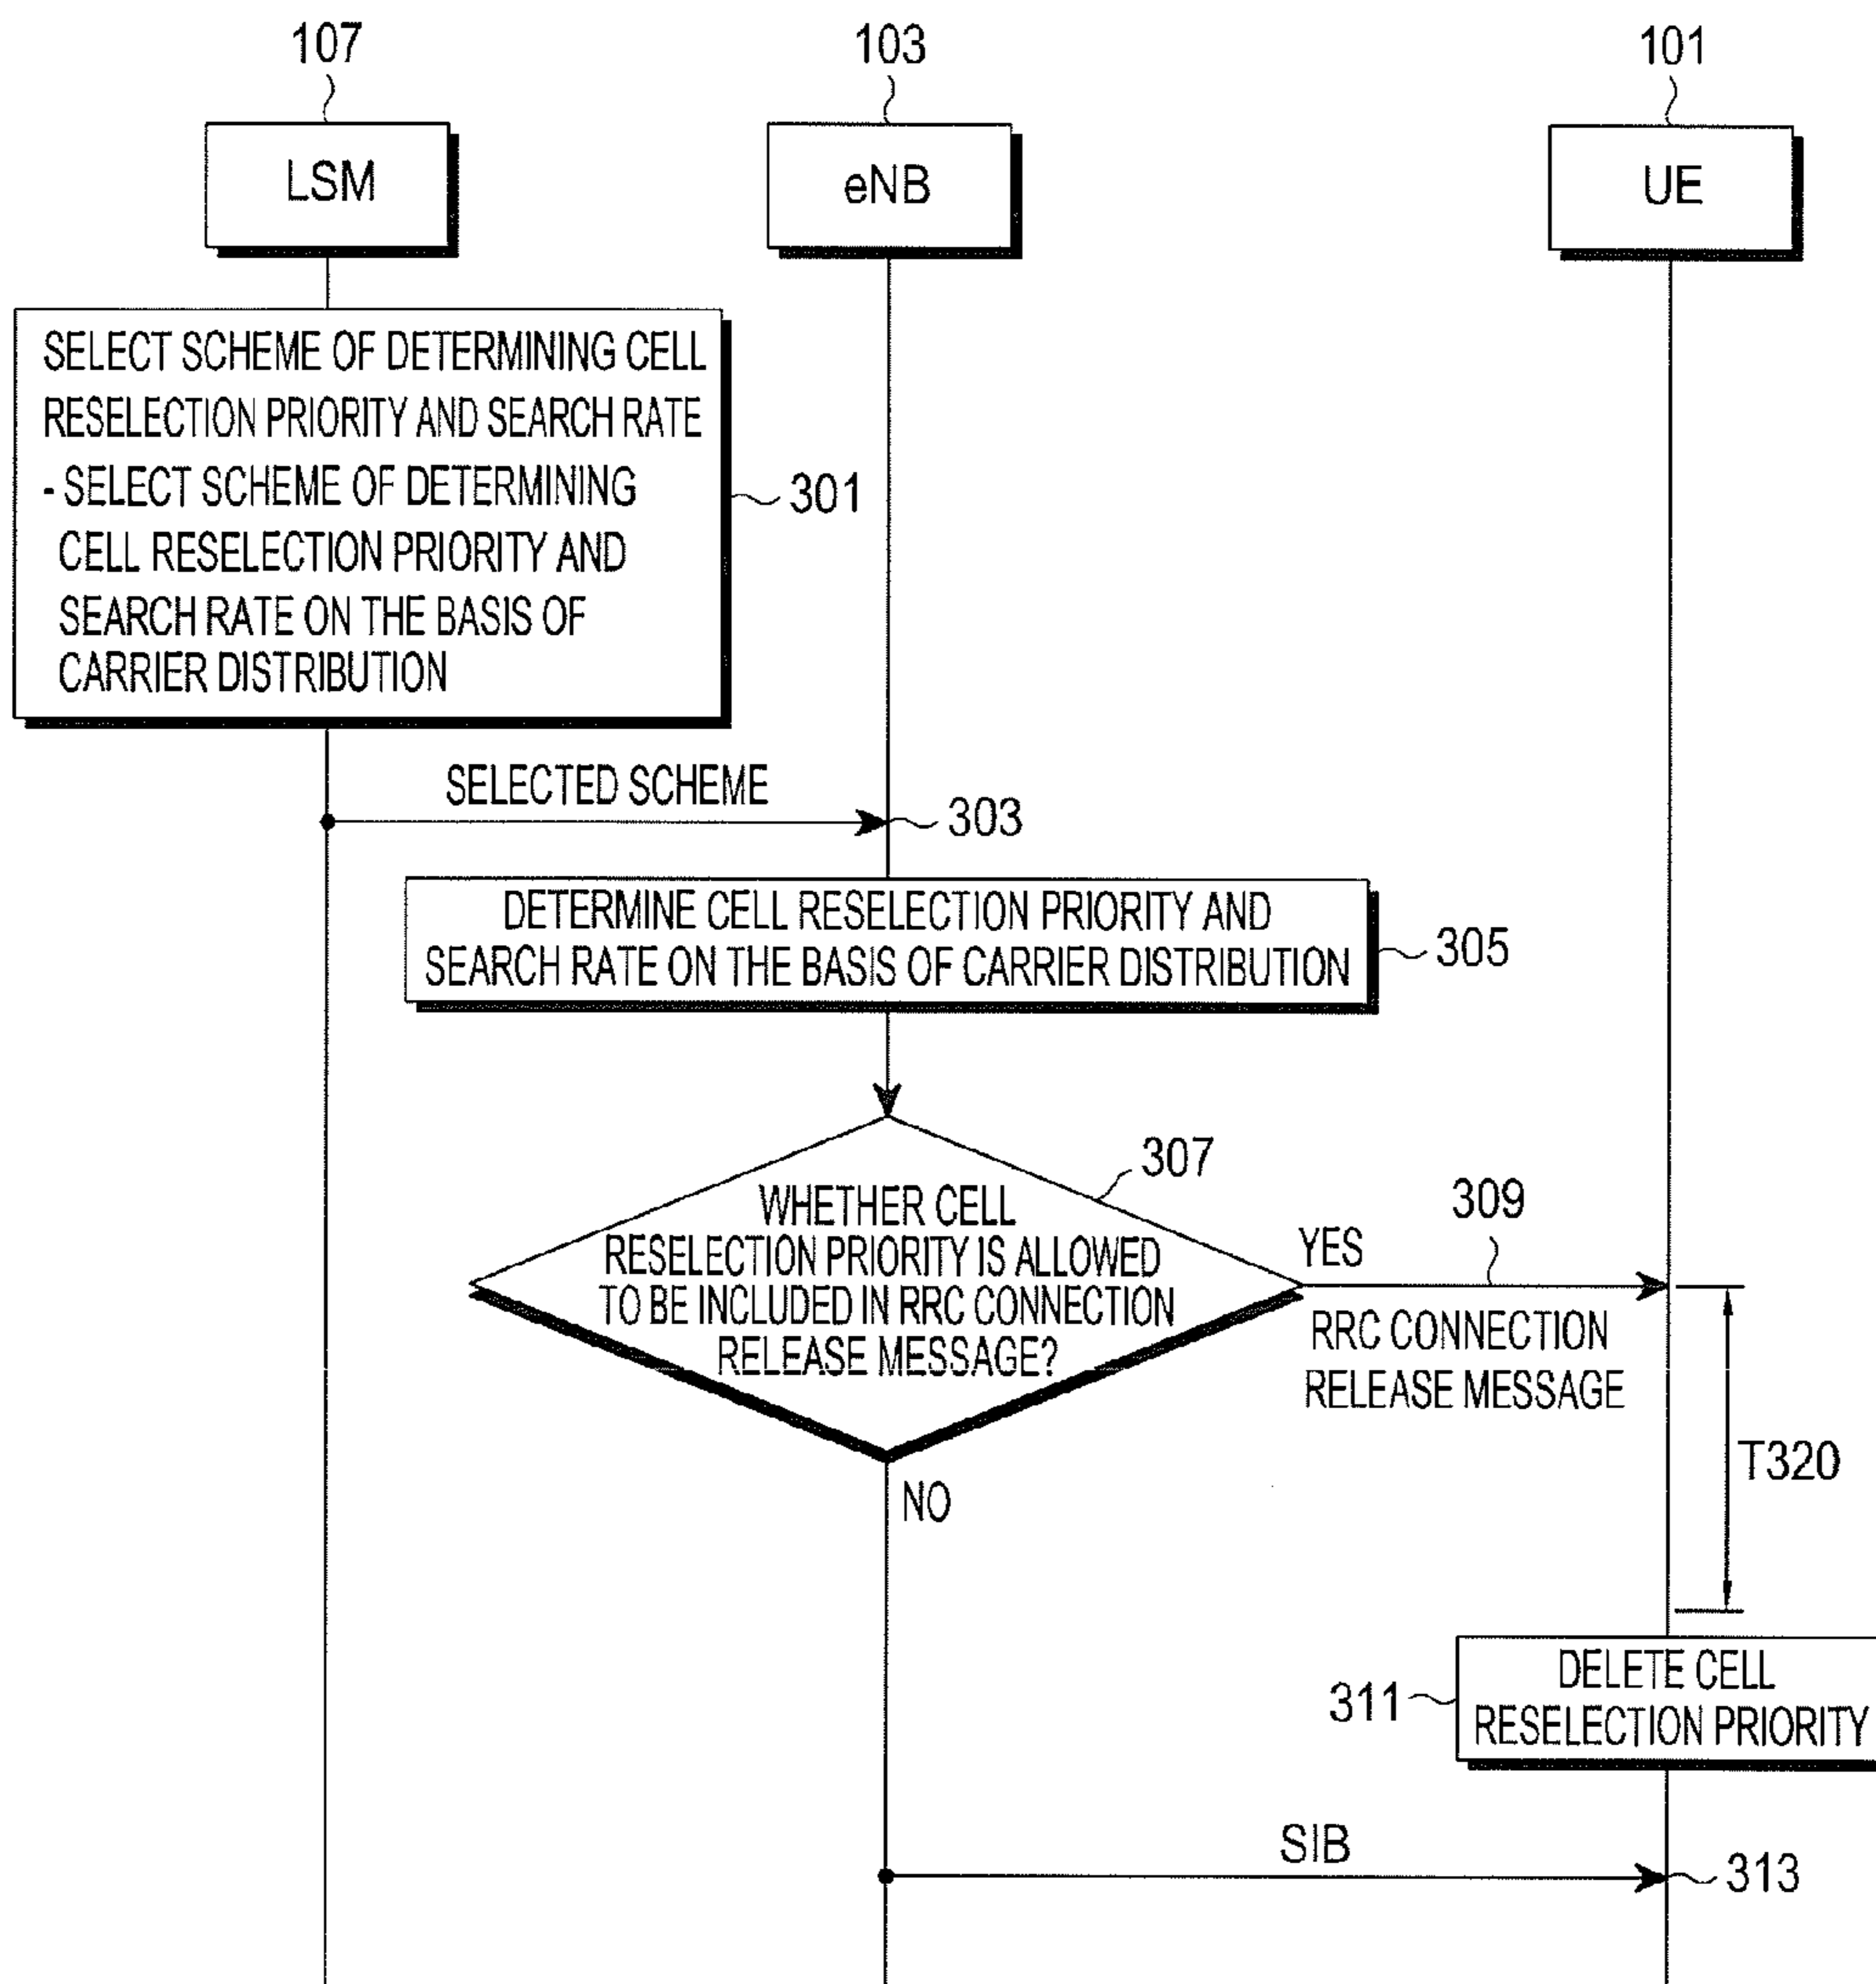 107
103
101
LSM
eNB
UE
SELECT SCHEME OF DETERMINING CELL
RESELECTION PRIORITY AND SEARCH RATE
- SELECT SCHEME OF DETERMINING
CELL RESELECTION PRIORITY AND
SEARCH RATE ON THE BASIS OF
CARRIER DISTRIBUTION
301
SELECTED SCHEME
303
DETERMINE CELL RESELECTION PRIORITY AND
SEARCH RATE ON THE BASIS OF CARRIER DISTRIBUTION
305
307
WHETHER CELL
RESELECTION PRIORITY IS ALLOWED
TO BE INCLUDED IN RRC CONNECTION
RELEASE MESSAGE?
YES
309
RRC CONNECTION
RELEASE MESSAGE
T320
NO
311
DELETE CELL
RESELECTION PRIORITY
SIB
313